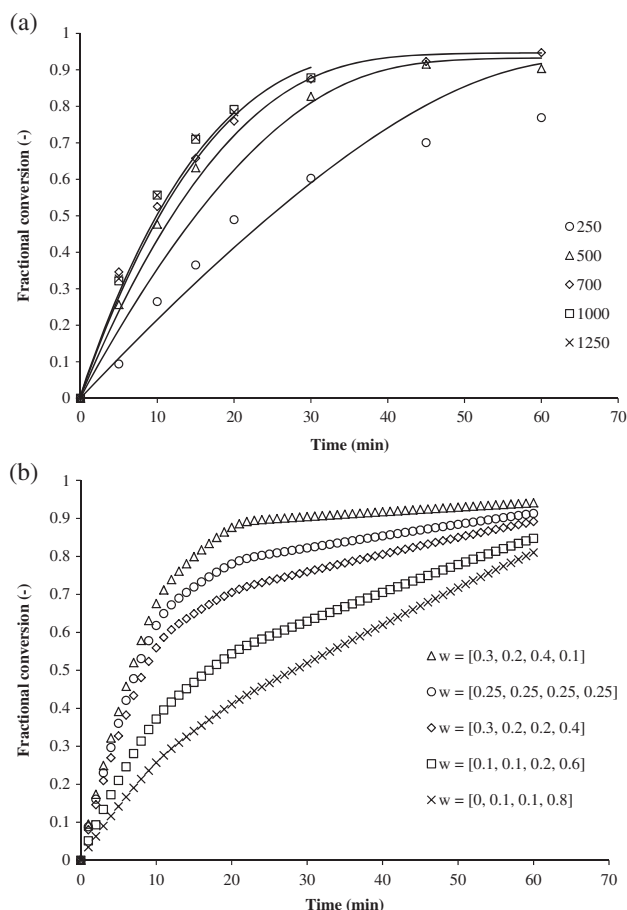 (a)
1
0.9
0.8
0.7
0.6
0.5
0.4
0.3
0.2
0.1
0
Fractional conversion (-)
250
500
700
1000
1250
0 10 20 30 40 50 60 70
Time (min)
(b)
1
0.9
0.8
0.7
0.6
0.5
0.4
0.3
0.2
0.1
0
Fractional conversion (-)
w = [0.3, 0.2, 0.4, 0.1]
w = [0.25, 0.25, 0.25, 0.25]
w = [0.3, 0.2, 0.2, 0.4]
w = [0.1, 0.1, 0.2, 0.6]
w = [0, 0.1, 0.1, 0.8]
0 10 20 30 40 50 60 70
Time (min)